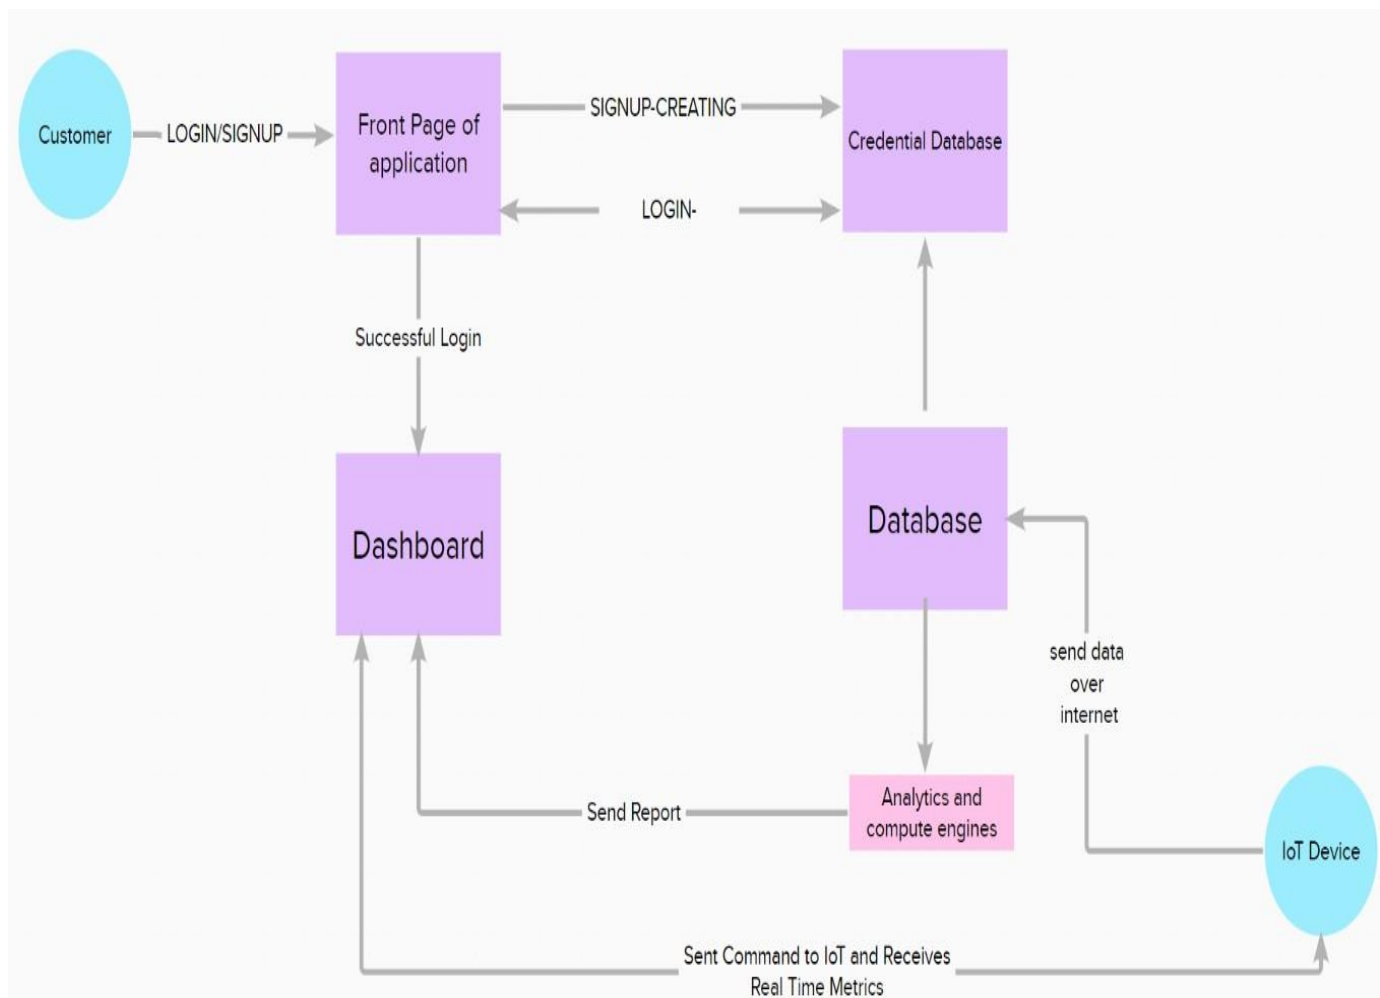 Customer
LOGIN/SIGNUP
Front Page of
application
SIGNUP-CREATING
Credential Database
LOGIN-
Successful Login
Dashboard
Database
send data
over
internet
Analytics and
compute engines
Send Report
IoT Device
Sent Command to IoT and Receives
Real Time Metrics